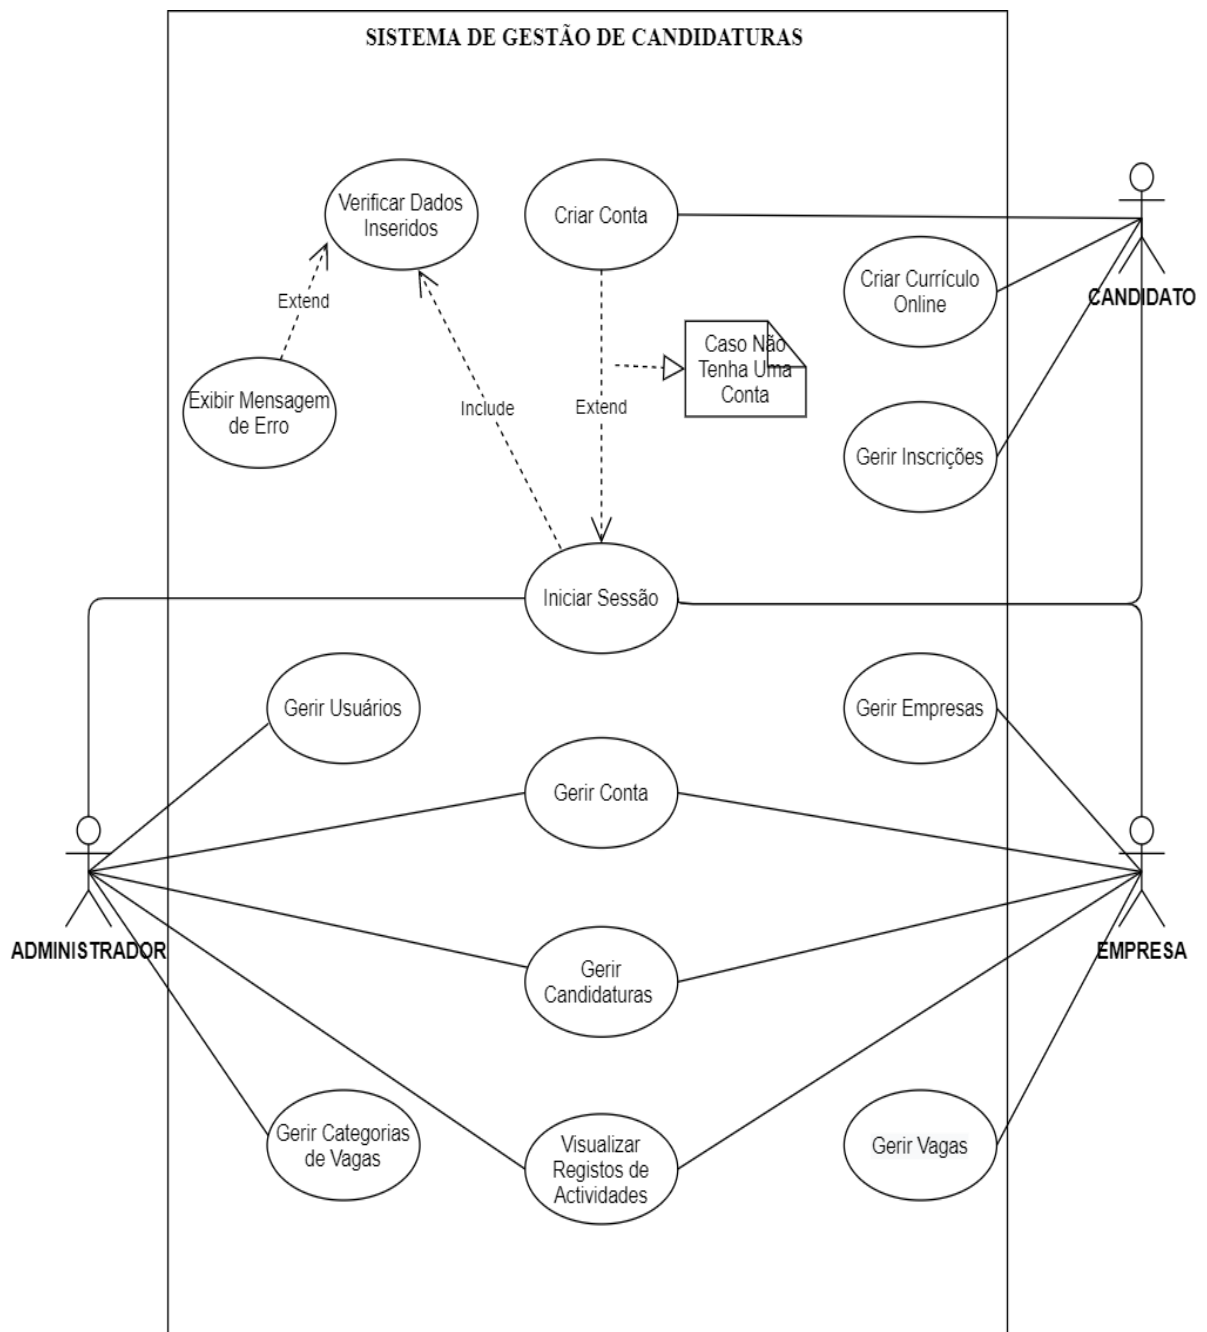 SISTEMA DE GESTÃO DE CANDIDATURAS
Verificar Dados
Inseridos
Criar Conta
Criar Currículo
Online
CANDIDATO
Extend
Caso Não
Tenha Uma
Conta
Exibir Mensagem
de Erro
Include
Extend
Gerir Inscrições
Iniciar Sessão
Gerir Usuários
Gerir Empresas
Gerir Conta
ADMINISTRADOR
EMPRESA
Gerir
Candidaturas
Gerir Categorias
de Vagas
Visualizar
Registos de
Actividades
Gerir Vagas